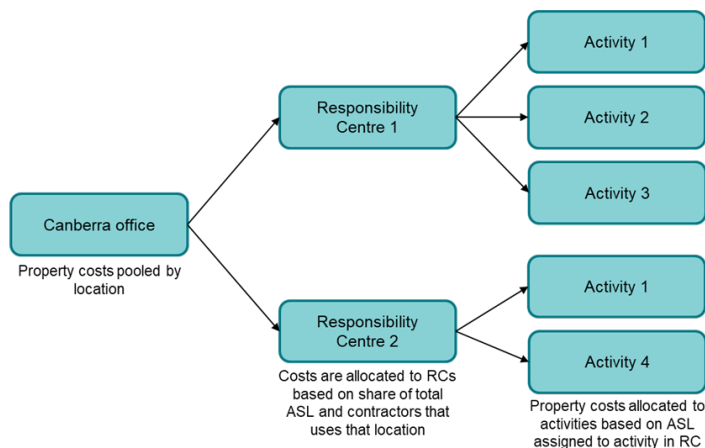 Canberra office
Property costs pooled by
location
Responsibility
Centre 1
Responsibility
Centre 2
Costs are allocated to RCs
based on share of total
ASL and contractors that
uses that location
Activity 1
Activity 2
Activity 3
Activity 1
Activity 4
Property costs allocated to
activities based on ASL
assigned to activity in RC